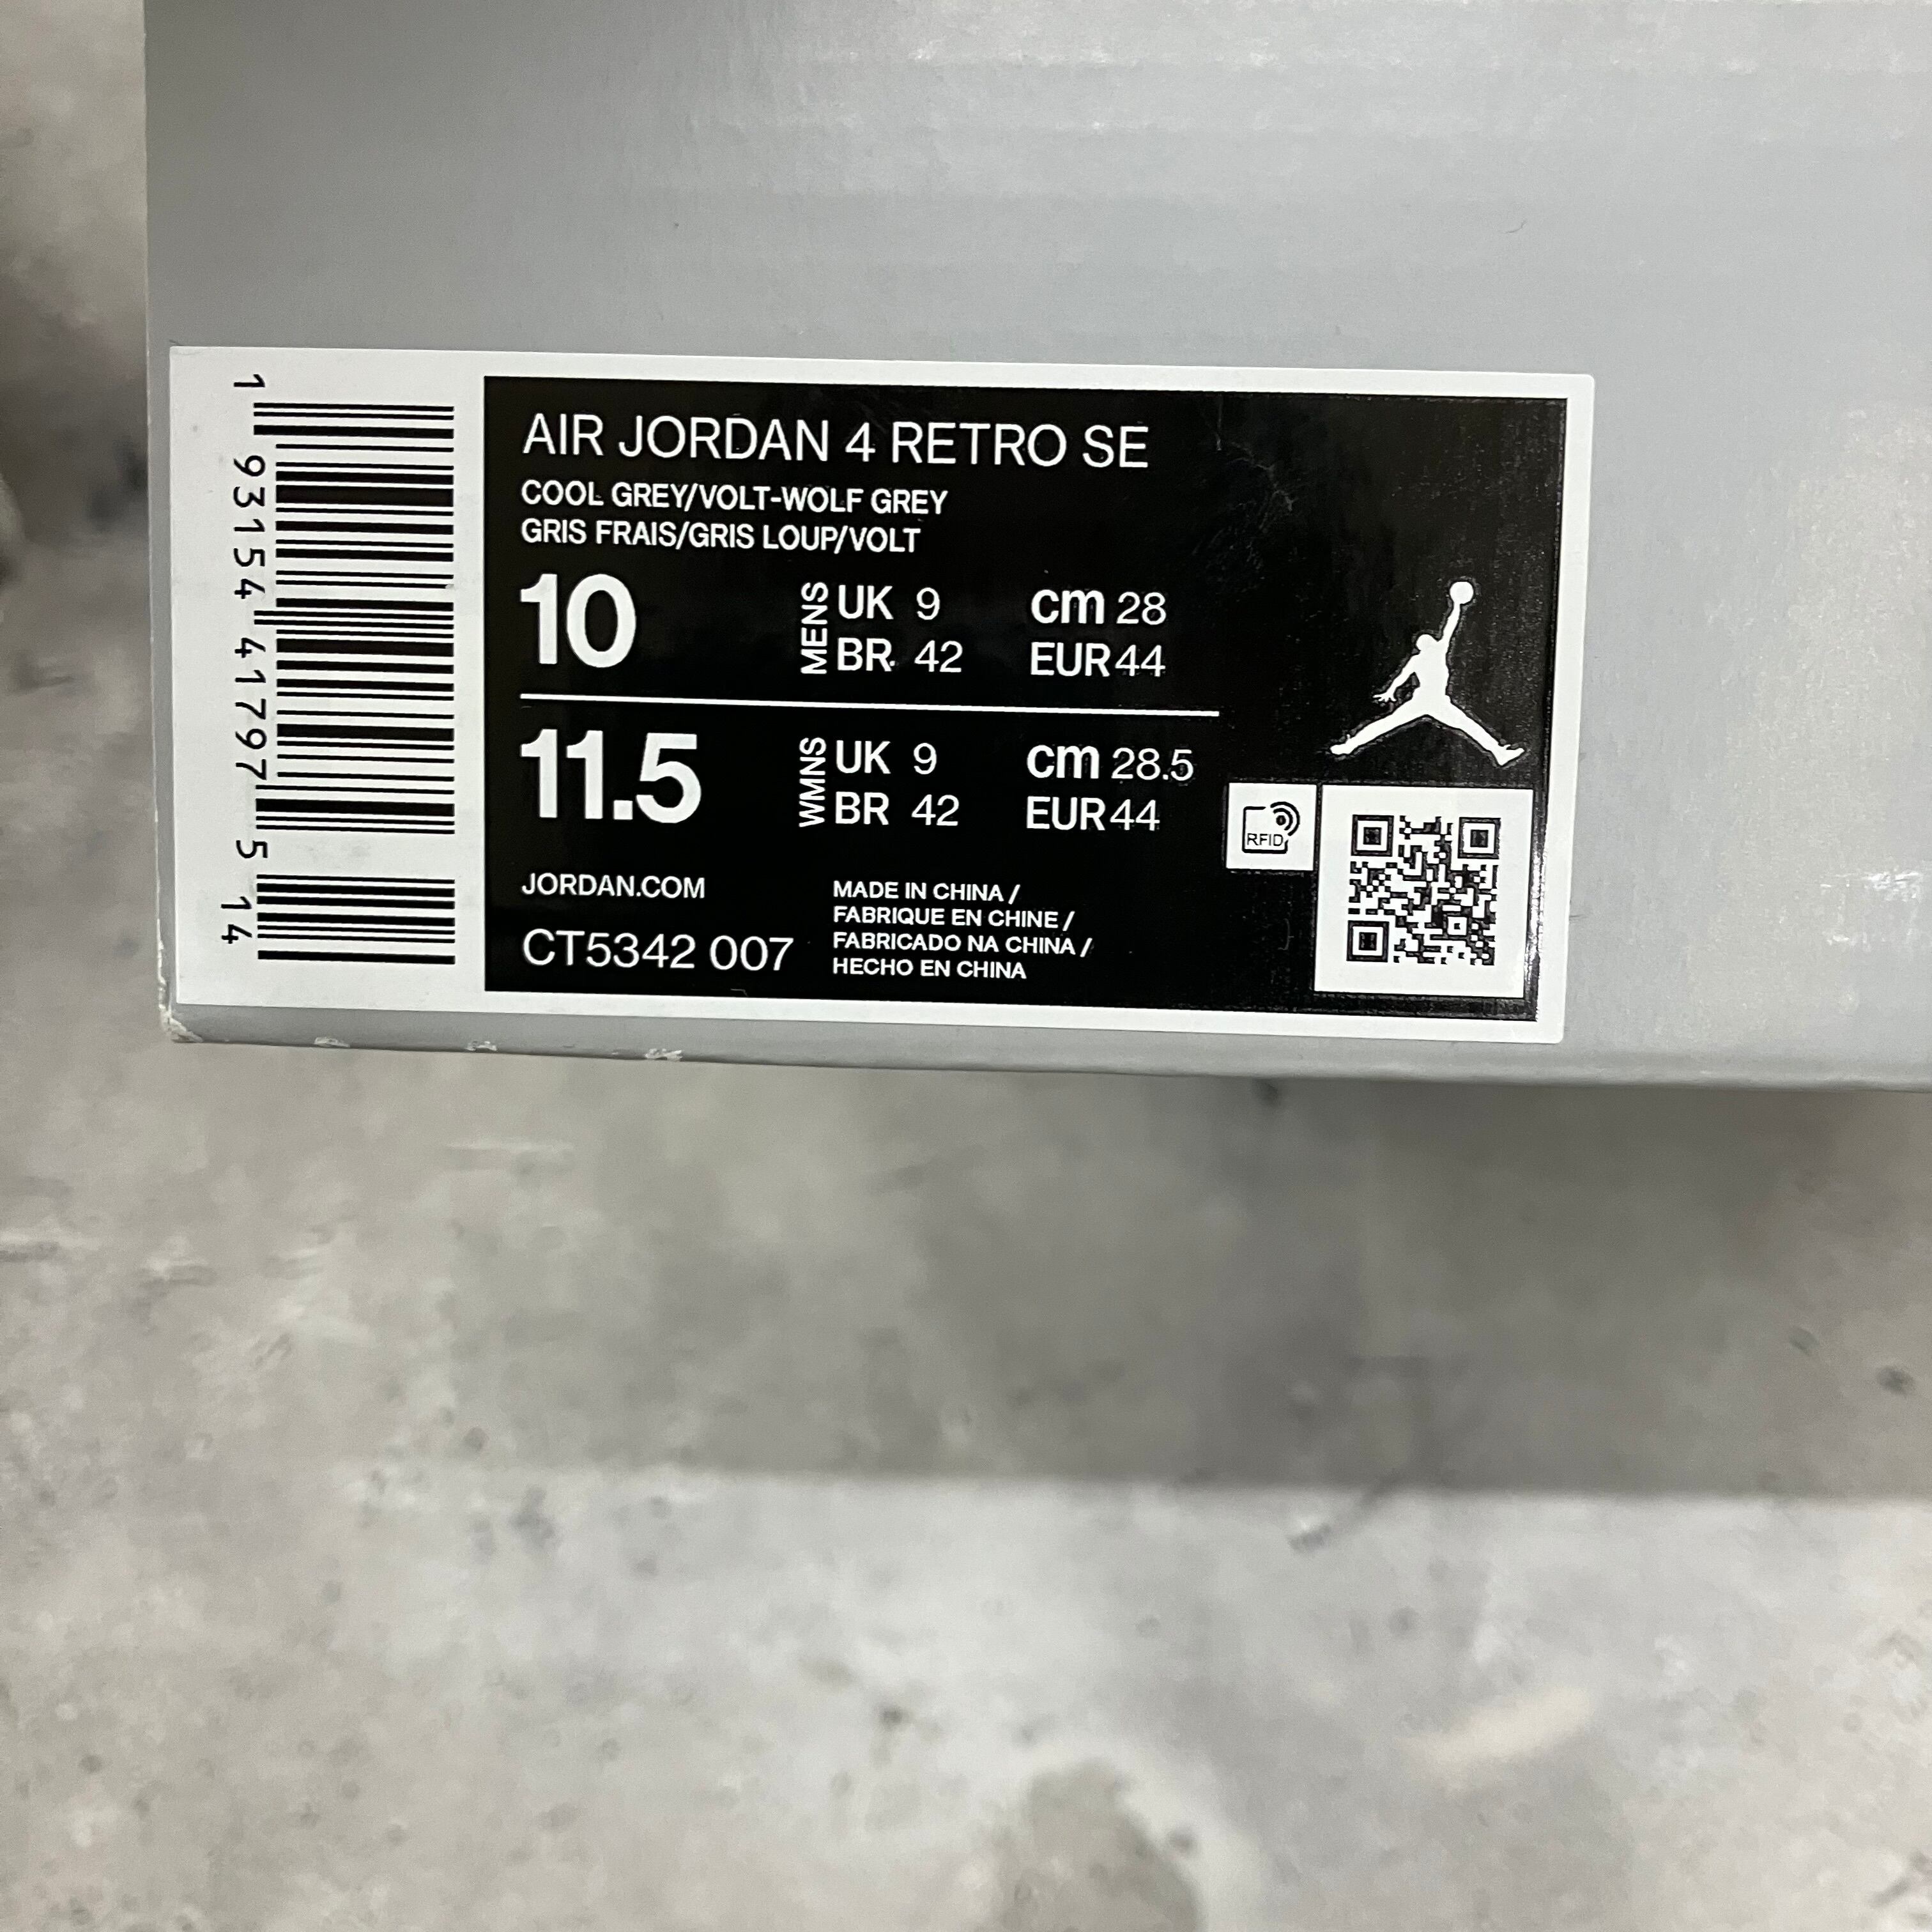 1 93154 41797 5 14
AIR JORDAN 4 RETRO SE
COOL GREY/VOLT-WOLF GREY
GRIS FRAIS/GRIS LOUP/VOLT
10 MENS UK 9 cm 28
BR 42 EUR 44
11.5 WMNS UK 9 cm 28.5
BR 42 EUR 44
RFID
JORDAN.COM
CT5342 007
MADE IN CHINA /
FABRIQUE EN CHINE /
FABRICADO NA CHINA /
HECHO EN CHINA